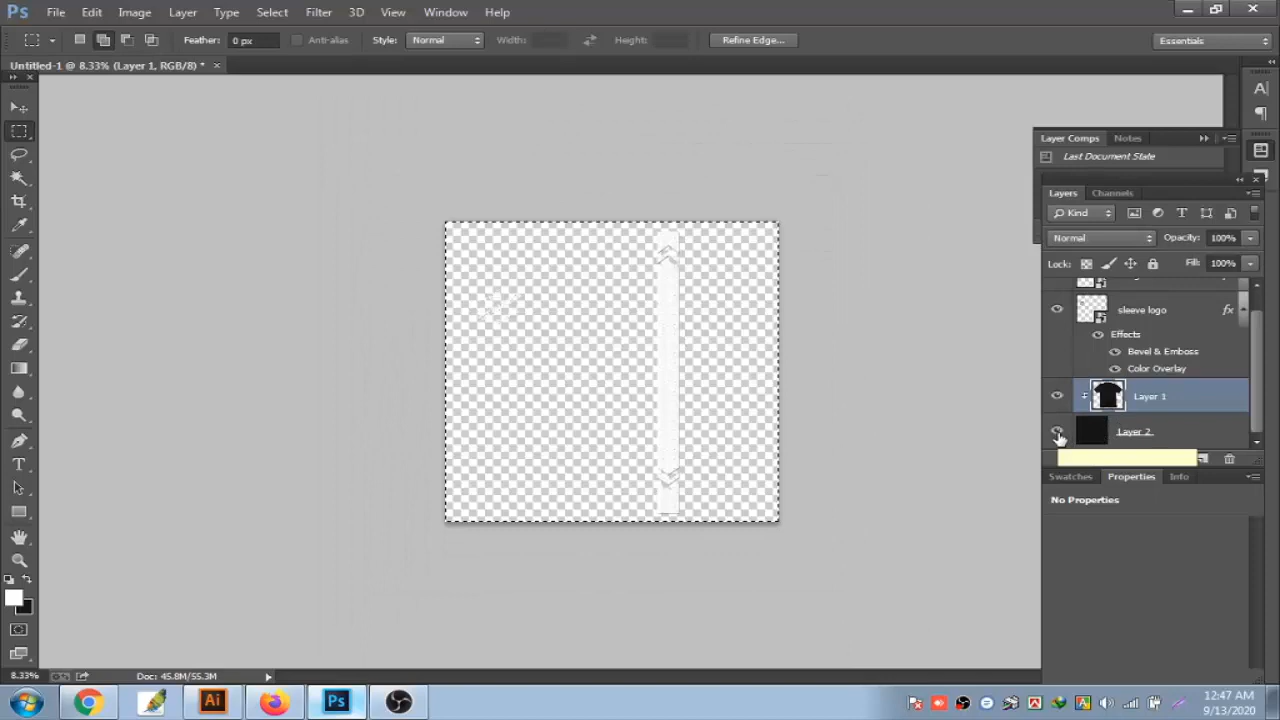 Ps File Edit Image Layer Type Select Filter 3D View Window Help
Feather: 0 px Anti-alias Style: Normal Width: Height: Refine Edge... Essentials
Untitled-1 @ 8.33% (Layer 1, RGB/8) * ×
Layer Comps Notes
Last Document State
Layers Channels
Kind
Normal Opacity: 100%
Lock: Fill: 100%
sleeve logo fx
Effects
Bevel & Emboss
Color Overlay
Layer 1
Layer 2
Swatches Properties Info
No Properties
8.33% Doc: 45.8M/55.3M
Ai Ps 12:47 AM
9/13/2020